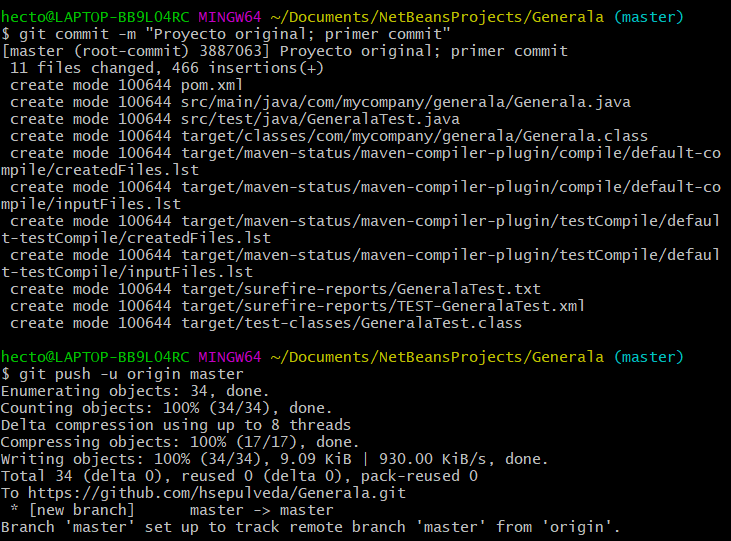 hecto@LAPTOP-BB9LO4RC MINGW64 ~/Documents/NetBeansProjects/Generala (master)
$ git commit -m "Proyecto original; primer commit"
[master (root-commit) 3887063] Proyecto original; primer commit
 11 files changed, 466 insertions(+)
 create mode 100644 pom.xml
 create mode 100644 src/main/java/com/mycompany/generala/Generala.java
 create mode 100644 src/test/java/GeneralaTest.java
 create mode 100644 target/classes/com/mycompany/generala/Generala.class
 create mode 100644 target/maven-status/maven-compiler-plugin/compile/default-co
mpile/createdFiles.lst
 create mode 100644 target/maven-status/maven-compiler-plugin/compile/default-co
mpile/inputFiles.lst
 create mode 100644 target/maven-status/maven-compiler-plugin/testCompile/defaul
t-testCompile/createdFiles.lst
 create mode 100644 target/maven-status/maven-compiler-plugin/testCompile/defaul
t-testCompile/inputFiles.lst
 create mode 100644 target/surefire-reports/GeneralaTest.txt
 create mode 100644 target/surefire-reports/TEST-GeneralaTest.xml
 create mode 100644 target/test-classes/GeneralaTest.class
hecto@LAPTOP-BB9LO4RC MINGW64 ~/Documents/NetBeansProjects/Generala (master)
$ git push -u origin master
Enumerating objects: 34, done.
Counting objects: 100% (34/34), done.
Delta compression using up to 8 threads
Compressing objects: 100% (17/17), done.
Writing objects: 100% (34/34), 9.09 KiB | 930.00 KiB/s, done.
Total 34 (delta 0), reused 0 (delta 0), pack-reused 0
To https://github.com/hsepulveda/Generala.git
 * [new branch]      master -> master
Branch 'master' set up to track remote branch 'master' from 'origin'.